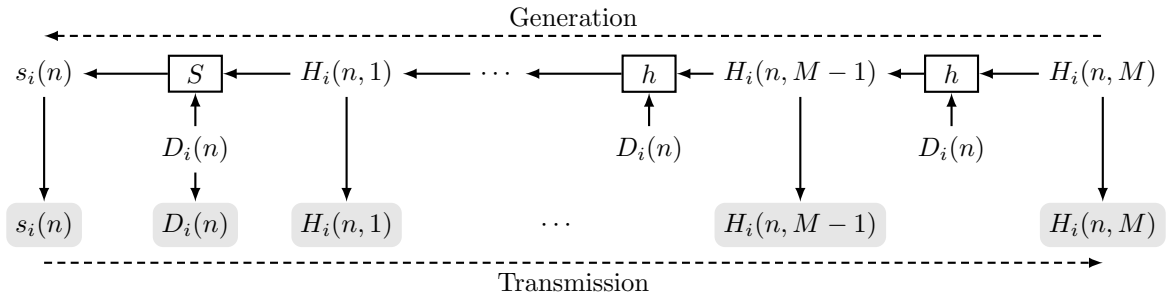 Generation
s_i(n) S H_i(n, 1) ⋯ h H_i(n, M − 1) h H_i(n, M)
D_i(n) D_i(n) D_i(n)
s_i(n) D_i(n) H_i(n, 1) ⋯ H_i(n, M − 1) H_i(n, M)
Transmission